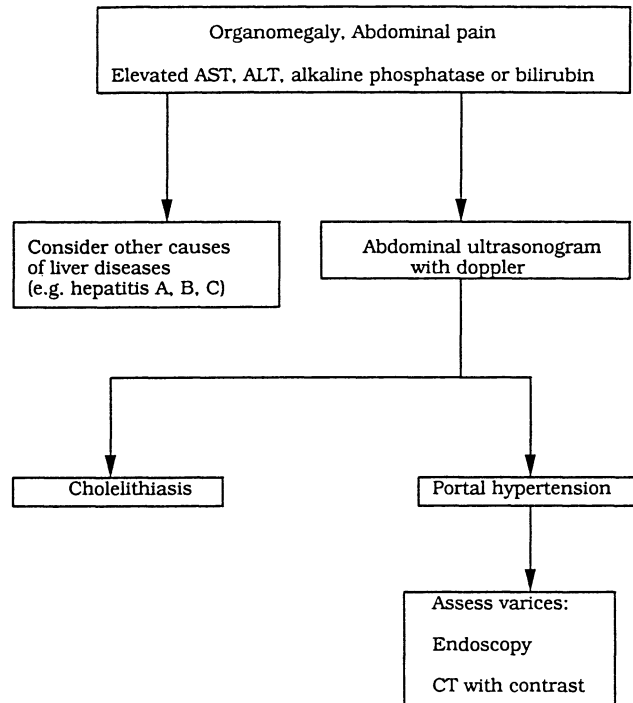 Organomegaly, Abdominal pain
Elevated AST, ALT, alkaline phosphatase or bilirubin
Consider other causes
of liver diseases
(e.g. hepatitis A, B, C)
Abdominal ultrasonogram
with doppler
Cholelithiasis
Portal hypertension
Assess varices:
Endoscopy
CT with contrast